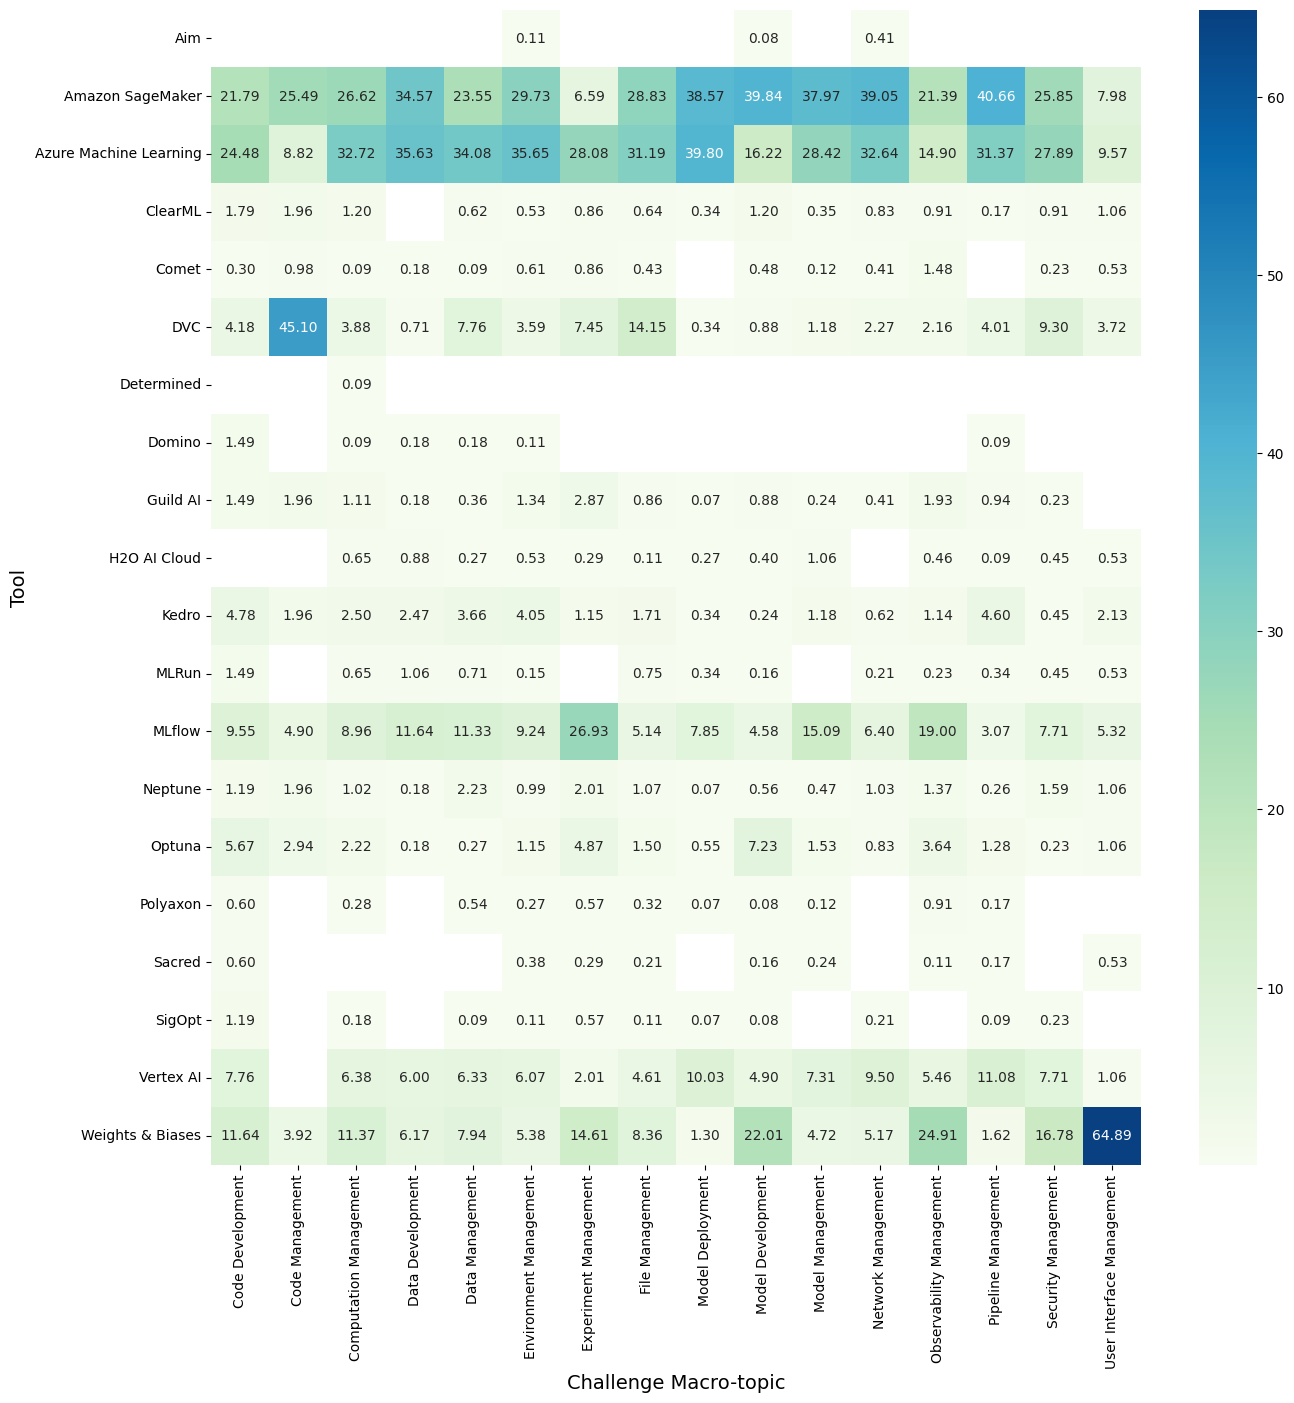 Aim 0.11 0.08 0.41
Amazon SageMaker 21.79 25.49 26.62 34.57 23.55 29.73 6.59 28.83 38.57 39.84 37.97 39.05 21.39 40.66 25.85 7.98
60
Azure Machine Learning 24.48 8.82 32.72 35.63 34.08 35.65 28.08 31.19 39.80 16.22 28.42 32.64 14.90 31.37 27.89 9.57
ClearML 1.79 1.96 1.20 0.62 0.53 0.86 0.64 0.34 1.20 0.35 0.83 0.91 0.17 0.91 1.06
Comet 0.30 0.98 0.09 0.18 0.09 0.61 0.86 0.43 0.48 0.12 0.41 1.48 0.23 0.53
50
DVC 4.18 45.10 3.88 0.71 7.76 3.59 7.45 14.15 0.34 0.88 1.18 2.27 2.16 4.01 9.30 3.72
Determined 0.09
Domino 1.49 0.09 0.18 0.18 0.11 0.09
40
Guild AI 1.49 1.96 1.11 0.18 0.36 1.34 2.87 0.86 0.07 0.88 0.24 0.41 1.93 0.94 0.23
H2O AI Cloud 0.65 0.88 0.27 0.53 0.29 0.11 0.27 0.40 1.06 0.46 0.09 0.45 0.53
Tool
Kedro 4.78 1.96 2.50 2.47 3.66 4.05 1.15 1.71 0.34 0.24 1.18 0.62 1.14 4.60 0.45 2.13
30
MLRun 1.49 0.65 1.06 0.71 0.15 0.75 0.34 0.16 0.21 0.23 0.34 0.45 0.53
MLflow 9.55 4.90 8.96 11.64 11.33 9.24 26.93 5.14 7.85 4.58 15.09 6.40 19.00 3.07 7.71 5.32
Neptune 1.19 1.96 1.02 0.18 2.23 0.99 2.01 1.07 0.07 0.56 0.47 1.03 1.37 0.26 1.59 1.06
20
Optuna 5.67 2.94 2.22 0.18 0.27 1.15 4.87 1.50 0.55 7.23 1.53 0.83 3.64 1.28 0.23 1.06
Polyaxon 0.60 0.28 0.54 0.27 0.57 0.32 0.07 0.08 0.12 0.91 0.17
Sacred 0.60 0.38 0.29 0.21 0.16 0.24 0.11 0.17 0.53
10
SigOpt 1.19 0.18 0.09 0.11 0.57 0.11 0.07 0.08 0.21 0.09 0.23
Vertex AI 7.76 6.38 6.00 6.33 6.07 2.01 4.61 10.03 4.90 7.31 9.50 5.46 11.08 7.71 1.06
Weights & Biases 11.64 3.92 11.37 6.17 7.94 5.38 14.61 8.36 1.30 22.01 4.72 5.17 24.91 1.62 16.78 64.89
Code Development
Code Management
Computation Management
Data Development
Data Management
Environment Management
Experiment Management
File Management
Model Deployment
Model Development
Model Management
Network Management
Observability Management
Pipeline Management
Security Management
User Interface Management
Challenge Macro-topic